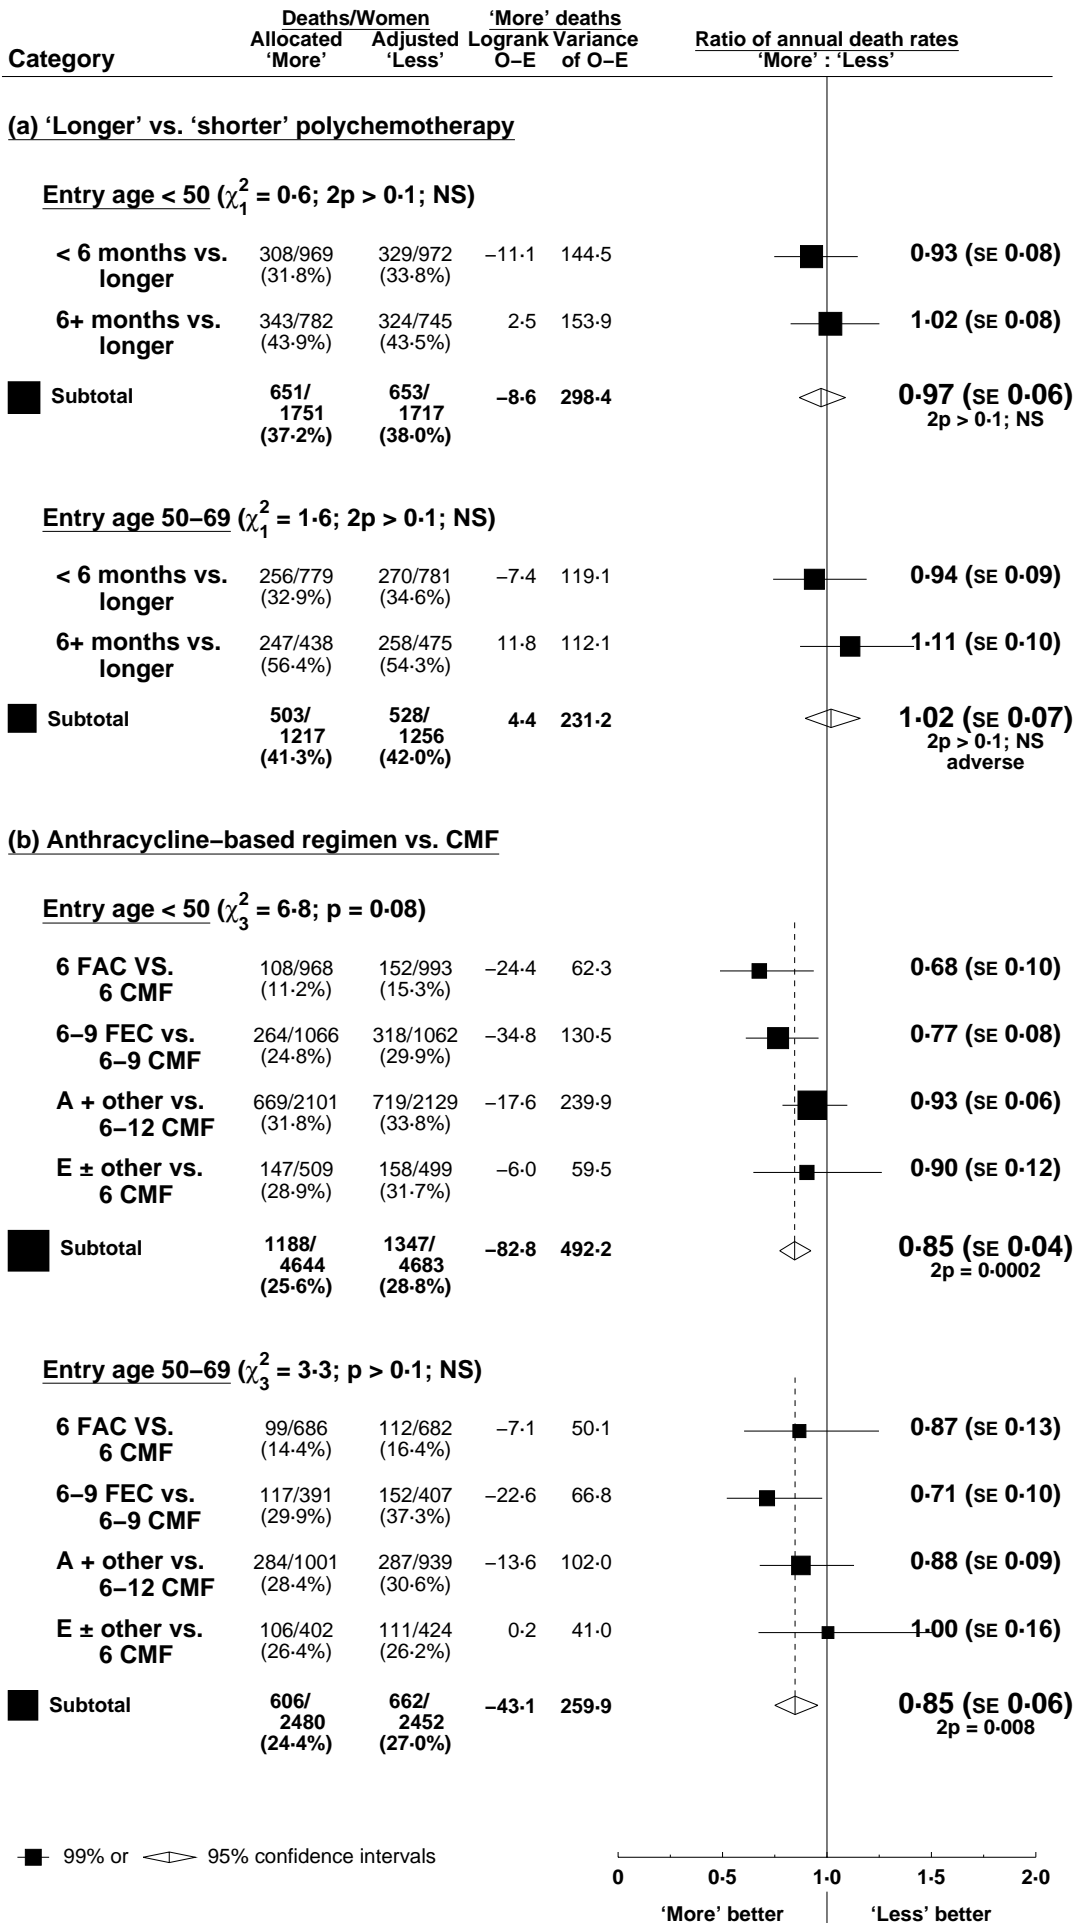 Deaths/Women ‘More’ deaths
Allocated Adjusted Logrank Variance Ratio of annual death rates
Category ‘More’ ‘Less’ O–E of O–E ‘More’ : ‘Less’
(a) ‘Longer’ vs. ‘shorter’ polychemotherapy
Entry age < 50 (χ²₁ = 0·6; 2p > 0·1; NS)
< 6 months vs. 308/969 329/972 –11·1 144·5 0·93 (SE 0·08)
longer (31·8%) (33·8%)
6+ months vs. 343/782 324/745 2·5 153·9 1·02 (SE 0·08)
longer (43·9%) (43·5%)
Subtotal 651/ 653/ –8·6 298·4 0·97 (SE 0·06)
1751 1717 2p > 0·1; NS
(37·2%) (38·0%)
Entry age 50–69 (χ²₁ = 1·6; 2p > 0·1; NS)
< 6 months vs. 256/779 270/781 –7·4 119·1 0·94 (SE 0·09)
longer (32·9%) (34·6%)
6+ months vs. 247/438 258/475 11·8 112·1 1·11 (SE 0·10)
longer (56·4%) (54·3%)
Subtotal 503/ 528/ 4·4 231·2 1·02 (SE 0·07)
1217 1256 2p > 0·1; NS
(41·3%) (42·0%) adverse
(b) Anthracycline–based regimen vs. CMF
Entry age < 50 (χ²₃ = 6·8; p = 0·08)
6 FAC VS. 108/968 152/993 –24·4 62·3 0·68 (SE 0·10)
6 CMF (11·2%) (15·3%)
6–9 FEC vs. 264/1066 318/1062 –34·8 130·5 0·77 (SE 0·08)
6–9 CMF (24·8%) (29·9%)
A + other vs. 669/2101 719/2129 –17·6 239·9 0·93 (SE 0·06)
6–12 CMF (31·8%) (33·8%)
E ± other vs. 147/509 158/499 –6·0 59·5 0·90 (SE 0·12)
6 CMF (28·9%) (31·7%)
Subtotal 1188/ 1347/ –82·8 492·2 0·85 (SE 0·04)
4644 4683 2p = 0·0002
(25·6%) (28·8%)
Entry age 50–69 (χ²₃ = 3·3; p > 0·1; NS)
6 FAC VS. 99/686 112/682 –7·1 50·1 0·87 (SE 0·13)
6 CMF (14·4%) (16·4%)
6–9 FEC vs. 117/391 152/407 –22·6 66·8 0·71 (SE 0·10)
6–9 CMF (29·9%) (37·3%)
A + other vs. 284/1001 287/939 –13·6 102·0 0·88 (SE 0·09)
6–12 CMF (28·4%) (30·6%)
E ± other vs. 106/402 111/424 0·2 41·0 1·00 (SE 0·16)
6 CMF (26·4%) (26·2%)
Subtotal 606/ 662/ –43·1 259·9 0·85 (SE 0·06)
2480 2452 2p = 0·008
(24·4%) (27·0%)
99% or 95% confidence intervals
0 0·5 1·0 1·5 2·0
‘More’ better ‘Less’ better